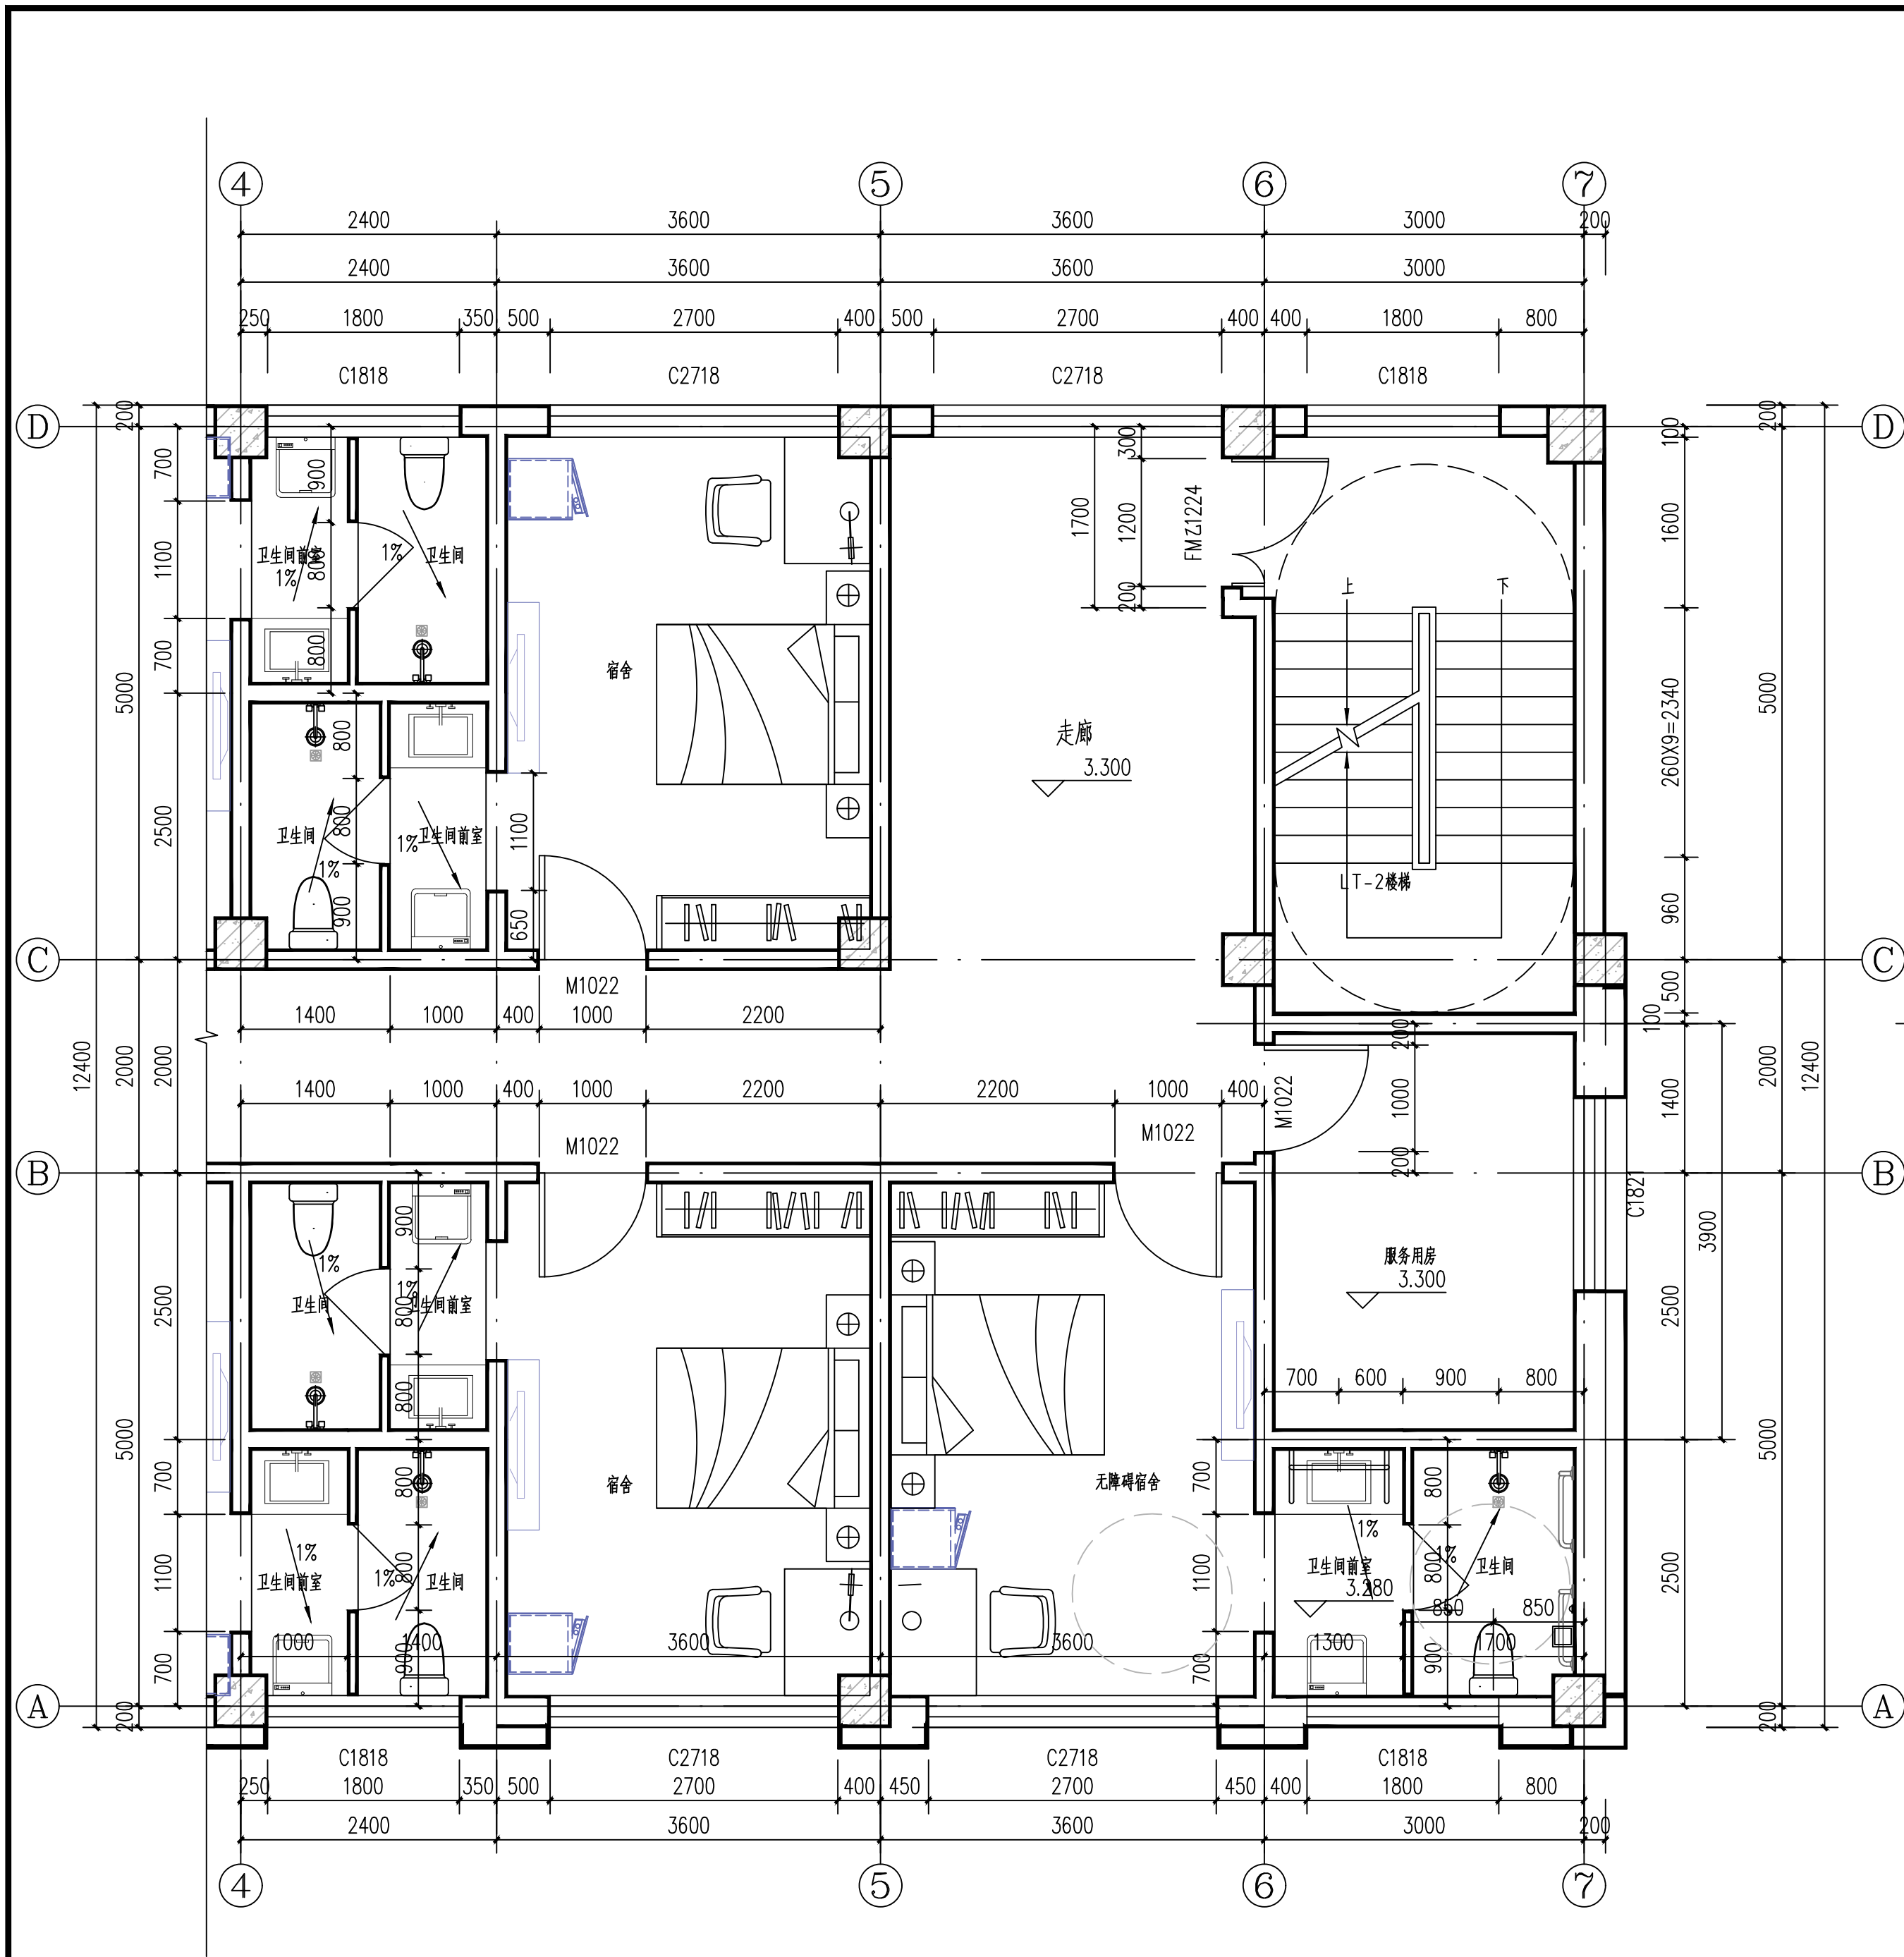 4 5 6 7
2400 3600 3600 3000 200
2400 3600 3600 3000
250 1800 350 500 2700 400 500 2700 400 400 1800 800
C1818 C2718 C2718 C1818
D 200 200 D
100
300
700 900 1700 1200 FMZ1224 1600
1100 卫生间前室 800 1% 卫生间
1%
上 下
200
700 800
宿舍
5000 走廊 260X9=2340 5000
3.300
800
2500 卫生间 800 1% 卫生间前室 1100
1%
LT-2楼梯
900 650 960
C C
M1022 500
1400 1000 400 1000 2200 100
200
12400 2000 2000 2000 12400
1400 1000 400 1000 2200 2200 1000 400 M1022 1000 1400
M1022 M1022
B 200 B
C1821
900 3900
1% 服务用房
2500 卫生间 1% 800 卫生间前室 3.300 2500
700 600 900 800
800
5000 700 800 宿舍 无障碍宿舍 700 800 5000
1% 1%
1100 卫生间前室 1% 800 卫生间 1100 卫生间前室 800 1% 卫生间 2500
3.280
850 850
1000 1400 3600 3600 1300 1700
700 900 700 900
A 200 200 A
C1818 C2718 C2718 C1818
250 1800 350 500 2700 400 450 2700 450 400 1800 800
2400 3600 3600 3000 200
4 5 6 7